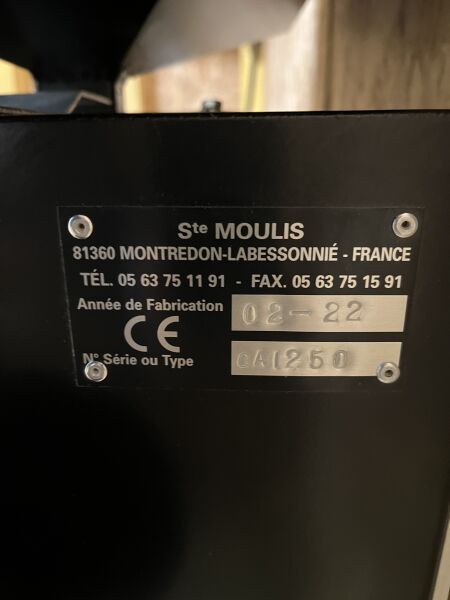 Ste MOULIS
81360 MONTREDON-LABESSONNIÉ - FRANCE
TÉL. 05 63 75 11 91 - FAX. 05 63 75 15 91
Année de Fabrication 02-22
CE
N° Série ou Type CA1250